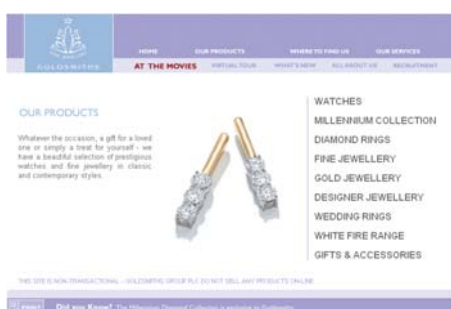 GOLDSMITHS
HOME OUR PRODUCTS WHERE TO FIND US OUR SERVICES
AT THE MOVIES VIRTUAL TOUR WHAT'S NEW ALL ABOUT US RECRUITMENT
OUR PRODUCTS
Whatever the occasion, a gift for a loved
one or simply a treat for yourself - we
have a beautiful selection of prestigious
watches and fine jewellery in classic
and contemporary styles.
WATCHES
MILLENNIUM COLLECTION
DIAMOND RINGS
FINE JEWELLERY
GOLD JEWELLERY
DESIGNER JEWELLERY
WEDDING RINGS
WHITE FIRE RANGE
GIFTS & ACCESSORIES
THIS SITE IS NON-TRANSACTIONAL - GOLDSMITHS GROUP PLC DO NOT SELL ANY PRODUCTS ON-LINE
Did you Know? The Millennium Diamond Collection is exclusive to Goldsmiths